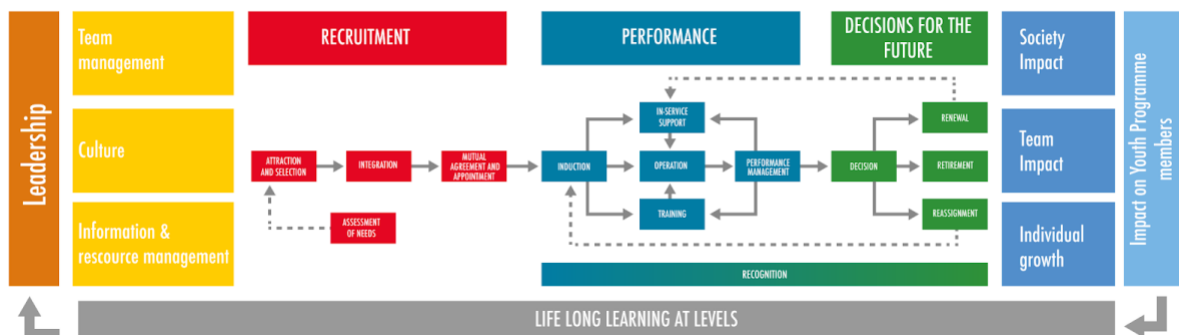 Leadership
Team
management
Culture
Information &
rescource management
RECRUITMENT
ATTRACTION
AND SELECTION
INTEGRATION
MUTUAL
AGREEMENT AND
APPOINTMENT
ASSESSMENT
OF NEEDS
PERFORMANCE
INDUCTION
IN-SERVICE
SUPPORT
OPERATION
TRAINING
PERFORMANCE
MANAGEMENT
DECISIONS FOR THE
FUTURE
DECISION
RENEWAL
RETIREMENT
REASSIGNMENT
RECOGNITION
Society
Impact
Team
Impact
Individual
growth
Impact on Youth Programme
members
LIFE LONG LEARNING AT LEVELS